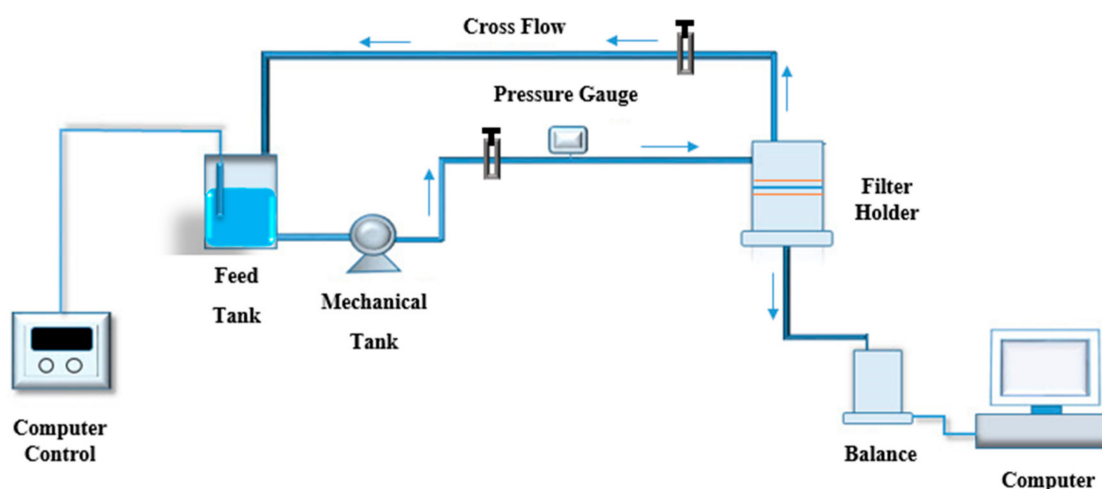 Cross Flow
Pressure Gauge
Filter
Holder
Feed
Tank
Mechanical
Tank
Computer
Control
Balance
Computer